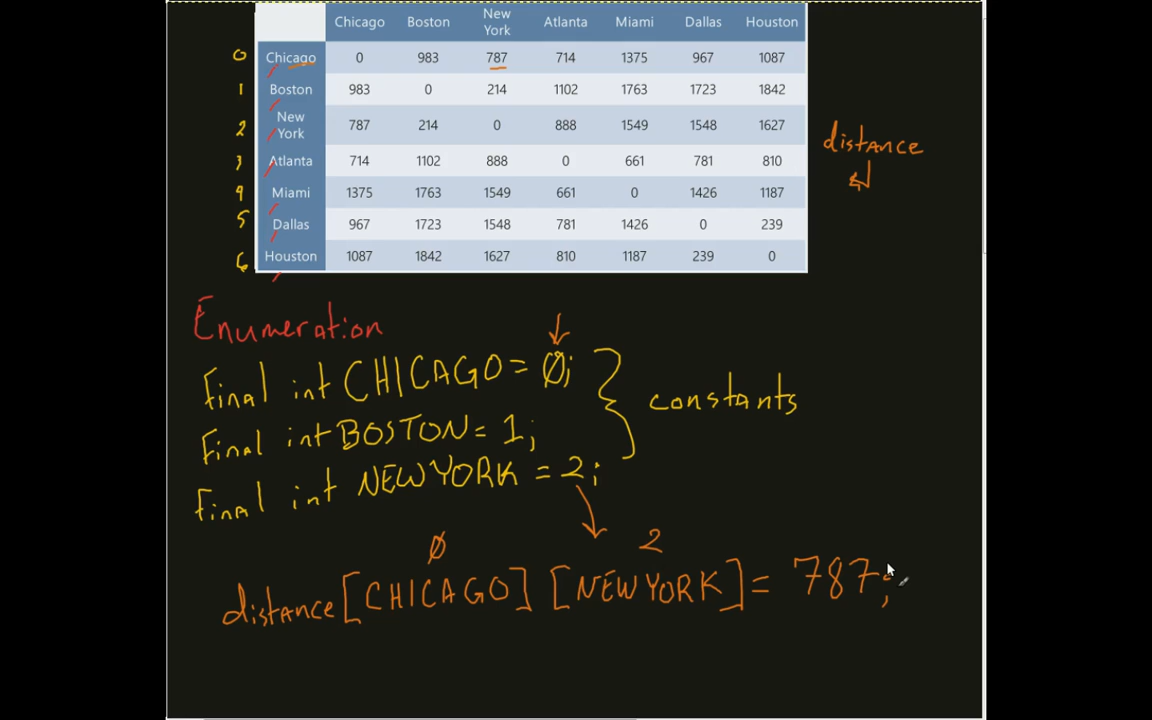 Chicago Boston New York Atlanta Miami Dallas Houston
0 Chicago 0 983 787 714 1375 967 1087
1 Boston 983 0 214 1102 1763 1723 1842
2 New York 787 214 0 888 1549 1548 1627
3 Atlanta 714 1102 888 0 661 781 810
4 Miami 1375 1763 1549 661 0 1426 1187
5 Dallas 967 1723 1548 781 1426 0 239
6 Houston 1087 1842 1627 810 1187 239 0
distance
Enumeration
final int CHICAGO = 0;
final int BOSTON = 1;
final int NEWYORK = 2;
constants
0 2
distance[CHICAGO] [NEWYORK] = 787;